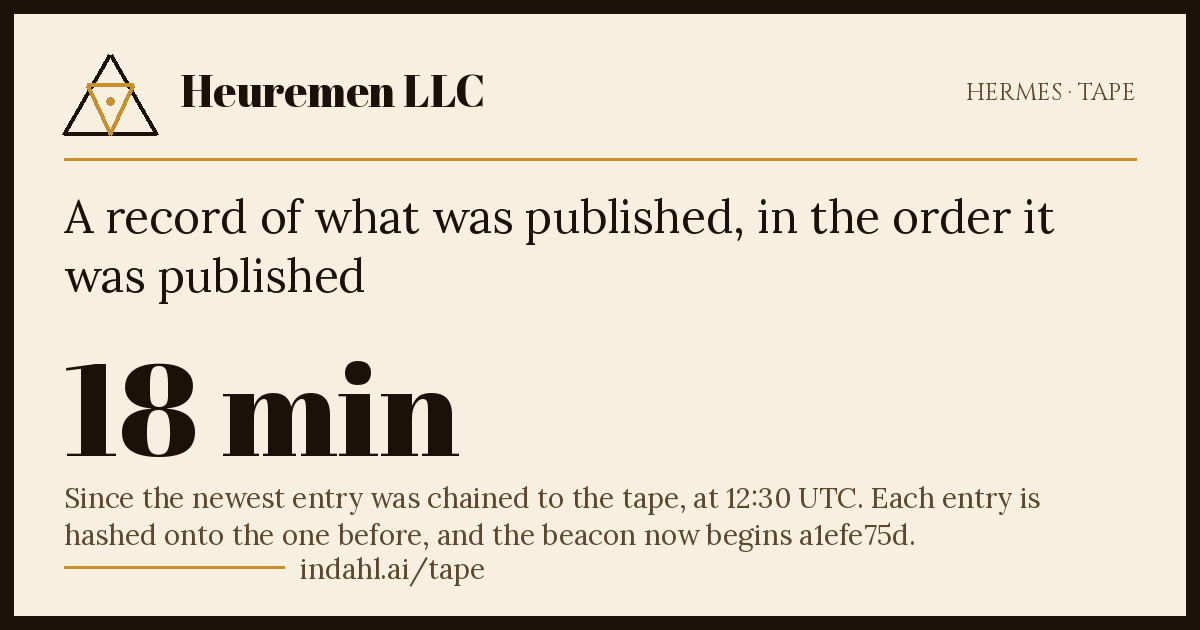 Heuremen LLC
HERMES · TAPE
A record of what was published, in the order it
was published
18 min
Since the newest entry was chained to the tape, at 12:30 UTC. Each entry is
hashed onto the one before, and the beacon now begins a1efe75d.
indahl.ai/tape